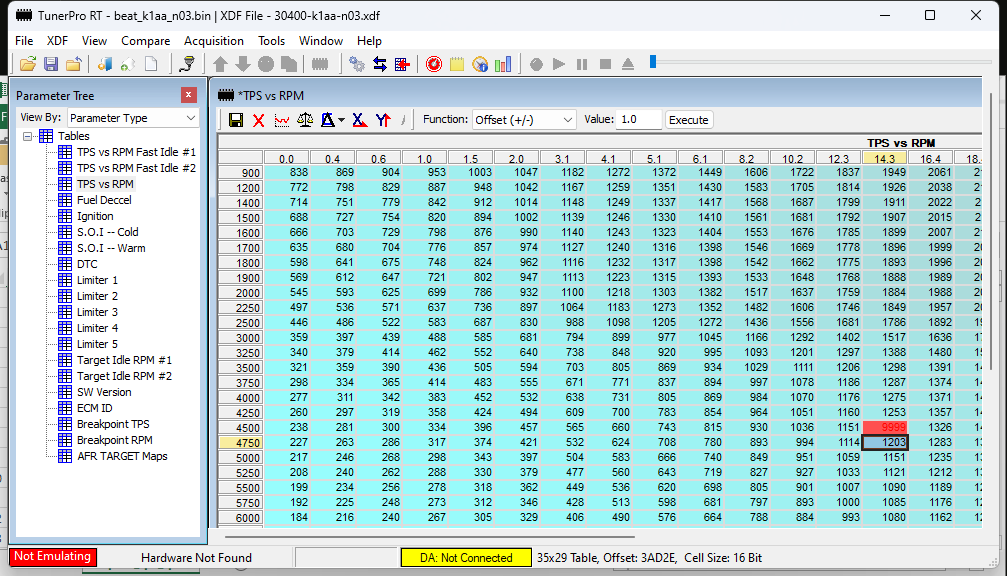 TunerPro RT - beat_k1aa_n03.bin | XDF File - 30400-k1aa-n03.xdf
File XDF View Compare Acquisition Tools Window Help
Parameter Tree
View By: Parameter Type
Tables
TPS vs RPM Fast Idle #1
TPS vs RPM Fast Idle #2
TPS vs RPM
Fuel Deccel
Ignition
S.O.I -- Cold
S.O.I -- Warm
DTC
Limiter 1
Limiter 2
Limiter 3
Limiter 4
Limiter 5
Target Idle RPM #1
Target Idle RPM #2
SW Version
ECM ID
Breakpoint TPS
Breakpoint RPM
AFR TARGET Maps
*TPS vs RPM
Function: Offset (+/-) Value: 1.0 Execute
TPS vs RPM
0.0 0.4 0.6 1.0 1.5 2.0 3.1 4.1 5.1 6.1 8.2 10.2 12.3 14.3 16.4 18.
900 838 869 904 953 1003 1047 1182 1272 1372 1449 1606 1722 1837 1949 2061
1200 772 798 829 887 948 1042 1167 1259 1351 1430 1583 1705 1814 1926 2038
1400 714 751 779 842 912 1014 1148 1249 1337 1417 1568 1687 1799 1911 2022
1500 688 727 754 820 894 1002 1139 1246 1330 1410 1561 1681 1792 1907 2015
1600 666 703 729 798 876 990 1140 1243 1323 1404 1553 1676 1785 1899 2007
1700 635 680 704 776 857 974 1127 1240 1316 1398 1546 1669 1778 1896 1999
1800 598 641 675 748 824 962 1116 1232 1317 1398 1542 1662 1775 1893 1996
1900 569 612 647 721 802 947 1113 1223 1315 1393 1533 1648 1768 1888 1989
2000 545 593 625 699 786 932 1100 1218 1303 1382 1517 1637 1759 1884 1988
2250 497 536 571 637 736 897 1064 1183 1273 1352 1482 1606 1746 1849 1957
2500 446 486 522 583 687 830 988 1098 1205 1272 1436 1556 1681 1786 1892
3000 359 397 439 488 585 681 794 899 977 1045 1166 1292 1402 1517 1636
3250 340 379 414 462 552 640 738 848 920 995 1093 1201 1297 1388 1480
3500 321 359 390 436 505 594 703 805 869 934 1029 1111 1206 1298 1391
3750 298 334 365 414 483 555 671 771 837 894 997 1078 1186 1287 1374
4000 277 311 342 383 452 532 638 731 805 869 984 1070 1176 1275 1371
4250 260 297 319 358 424 494 609 700 783 854 964 1051 1160 1253 1357
4500 238 281 300 334 396 457 565 660 743 815 930 1036 1151 9999 1326
4750 227 263 286 317 374 421 532 624 708 780 893 994 1114 1203 1283
5000 217 246 268 298 343 397 504 583 666 740 849 951 1059 1151 1235
5250 208 240 262 288 330 379 477 560 643 719 827 927 1033 1121 1212
5500 199 234 256 278 318 362 449 536 620 698 805 901 1007 1090 1189
5750 192 225 248 273 312 346 428 513 598 681 797 893 1000 1085 1176
6000 184 216 240 267 305 329 406 490 576 664 788 884 993 1080 1162
Not Emulating Hardware Not Found DA: Not Connected 35x29 Table, Offset: 3AD2E, Cell Size: 16 Bit